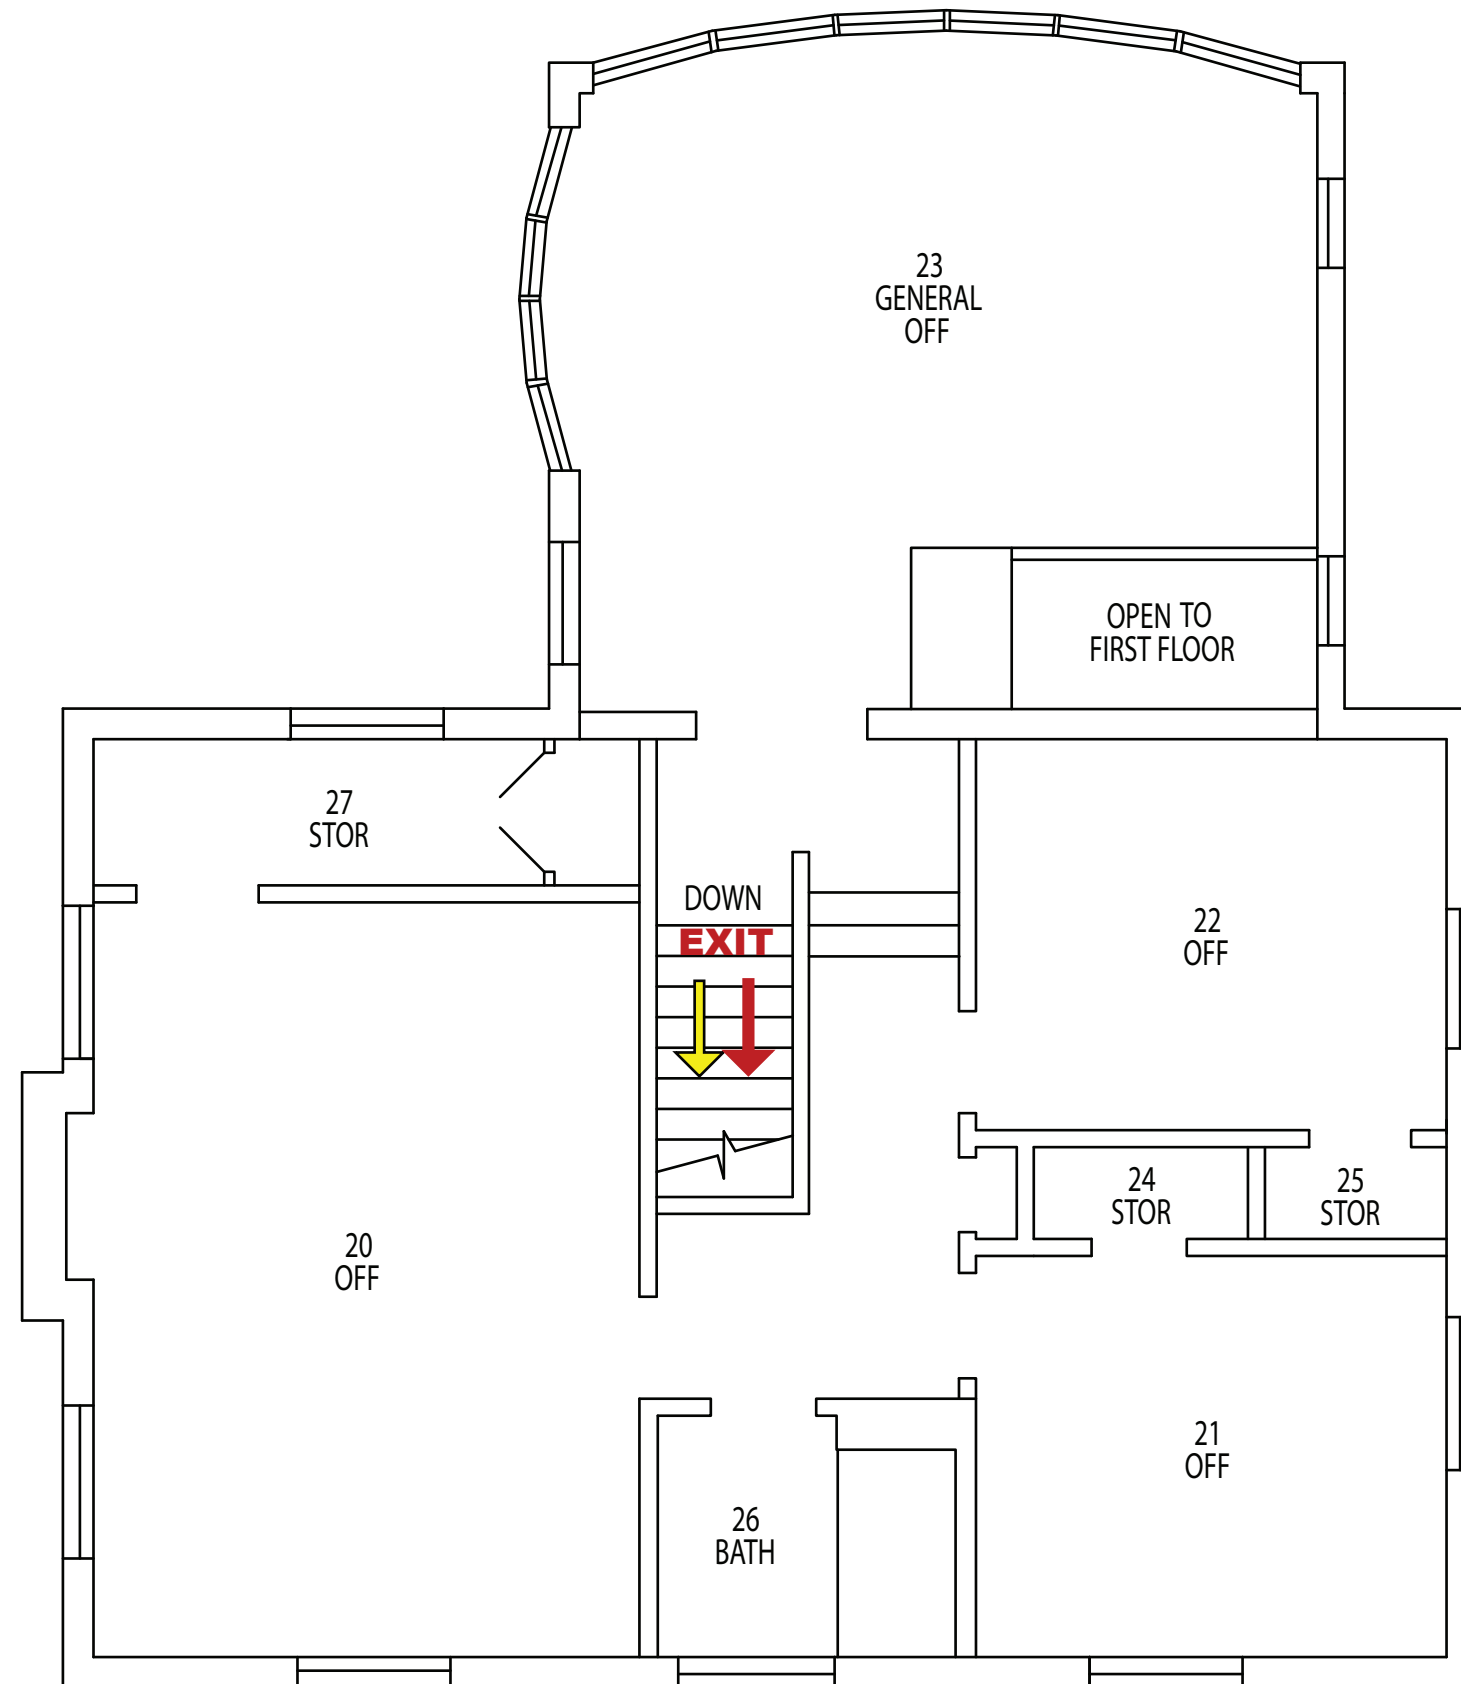 23
GENERAL
OFF
OPEN TO
FIRST FLOOR
27
STOR
DOWN
EXIT
22
OFF
24
STOR
25
STOR
20
OFF
21
OFF
26
BATH